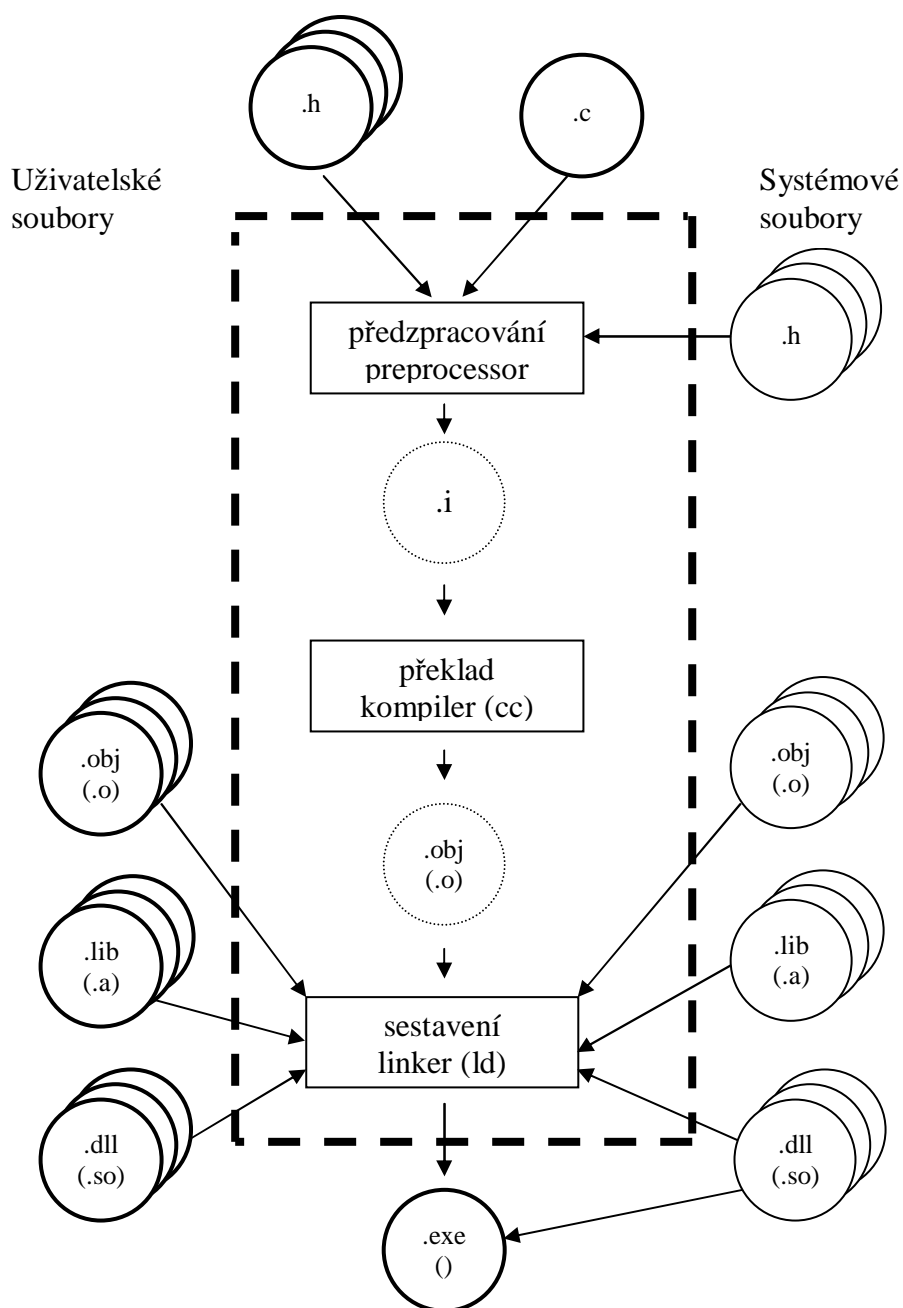 .h
.c
Uživatelské
soubory
Systémové
soubory
předzpracování
preprocessor
.h
.i
překlad
kompiler (cc)
.obj
(.o)
.obj
(.o)
.obj
(.o)
.lib
(.a)
.lib
(.a)
sestavení
linker (ld)
.dll
(.so)
.dll
(.so)
.exe
()